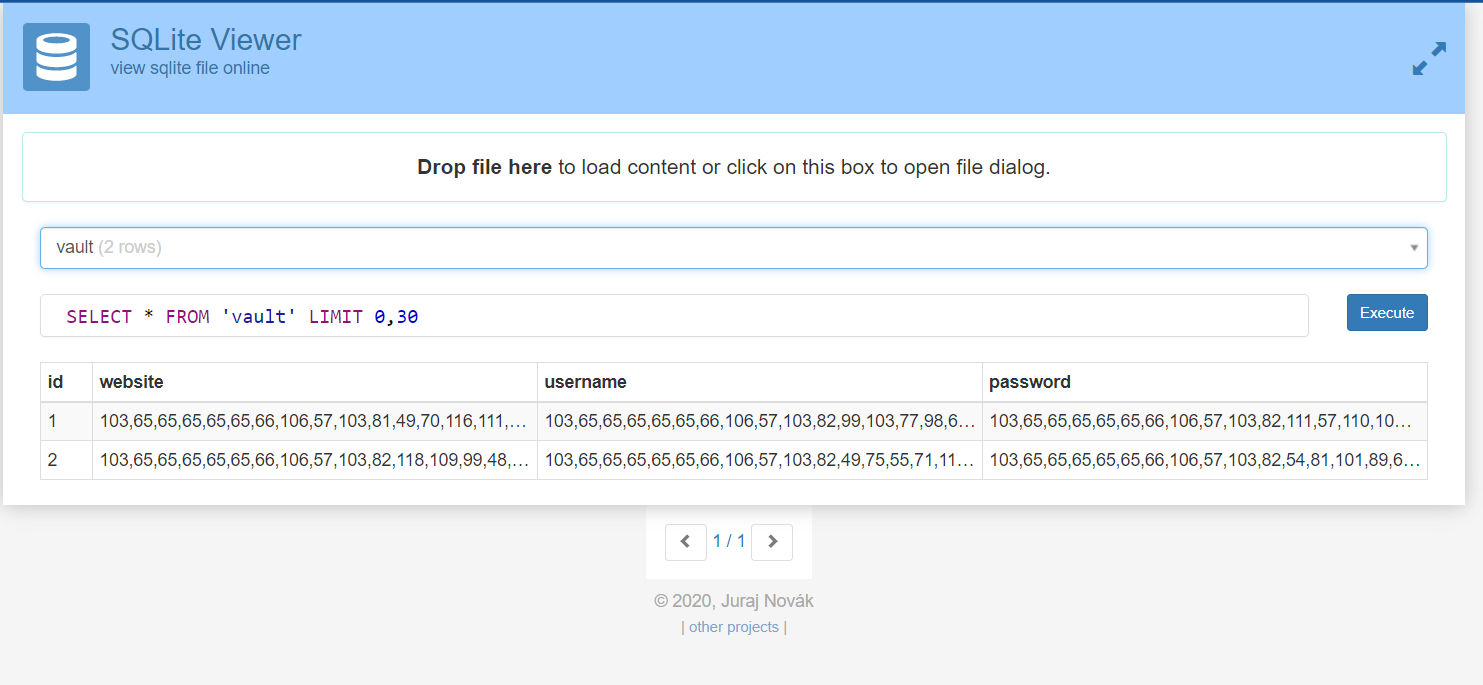 SQLite Viewer
view sqlite file online
Drop file here to load content or click on this box to open file dialog.
vault (2 rows)
SELECT * FROM 'vault' LIMIT 0,30
Execute
id website username password
1 103,65,65,65,65,65,66,106,57,103,81,49,70,116,111,… 103,65,65,65,65,65,66,106,57,103,82,99,103,77,98,6… 103,65,65,65,65,65,66,106,57,103,82,111,57,110,10…
2 103,65,65,65,65,65,66,106,57,103,82,118,109,99,48,… 103,65,65,65,65,65,66,106,57,103,82,49,75,55,71,11… 103,65,65,65,65,65,66,106,57,103,82,54,81,101,89,6…
1 / 1
© 2020, Juraj Novák
| other projects |